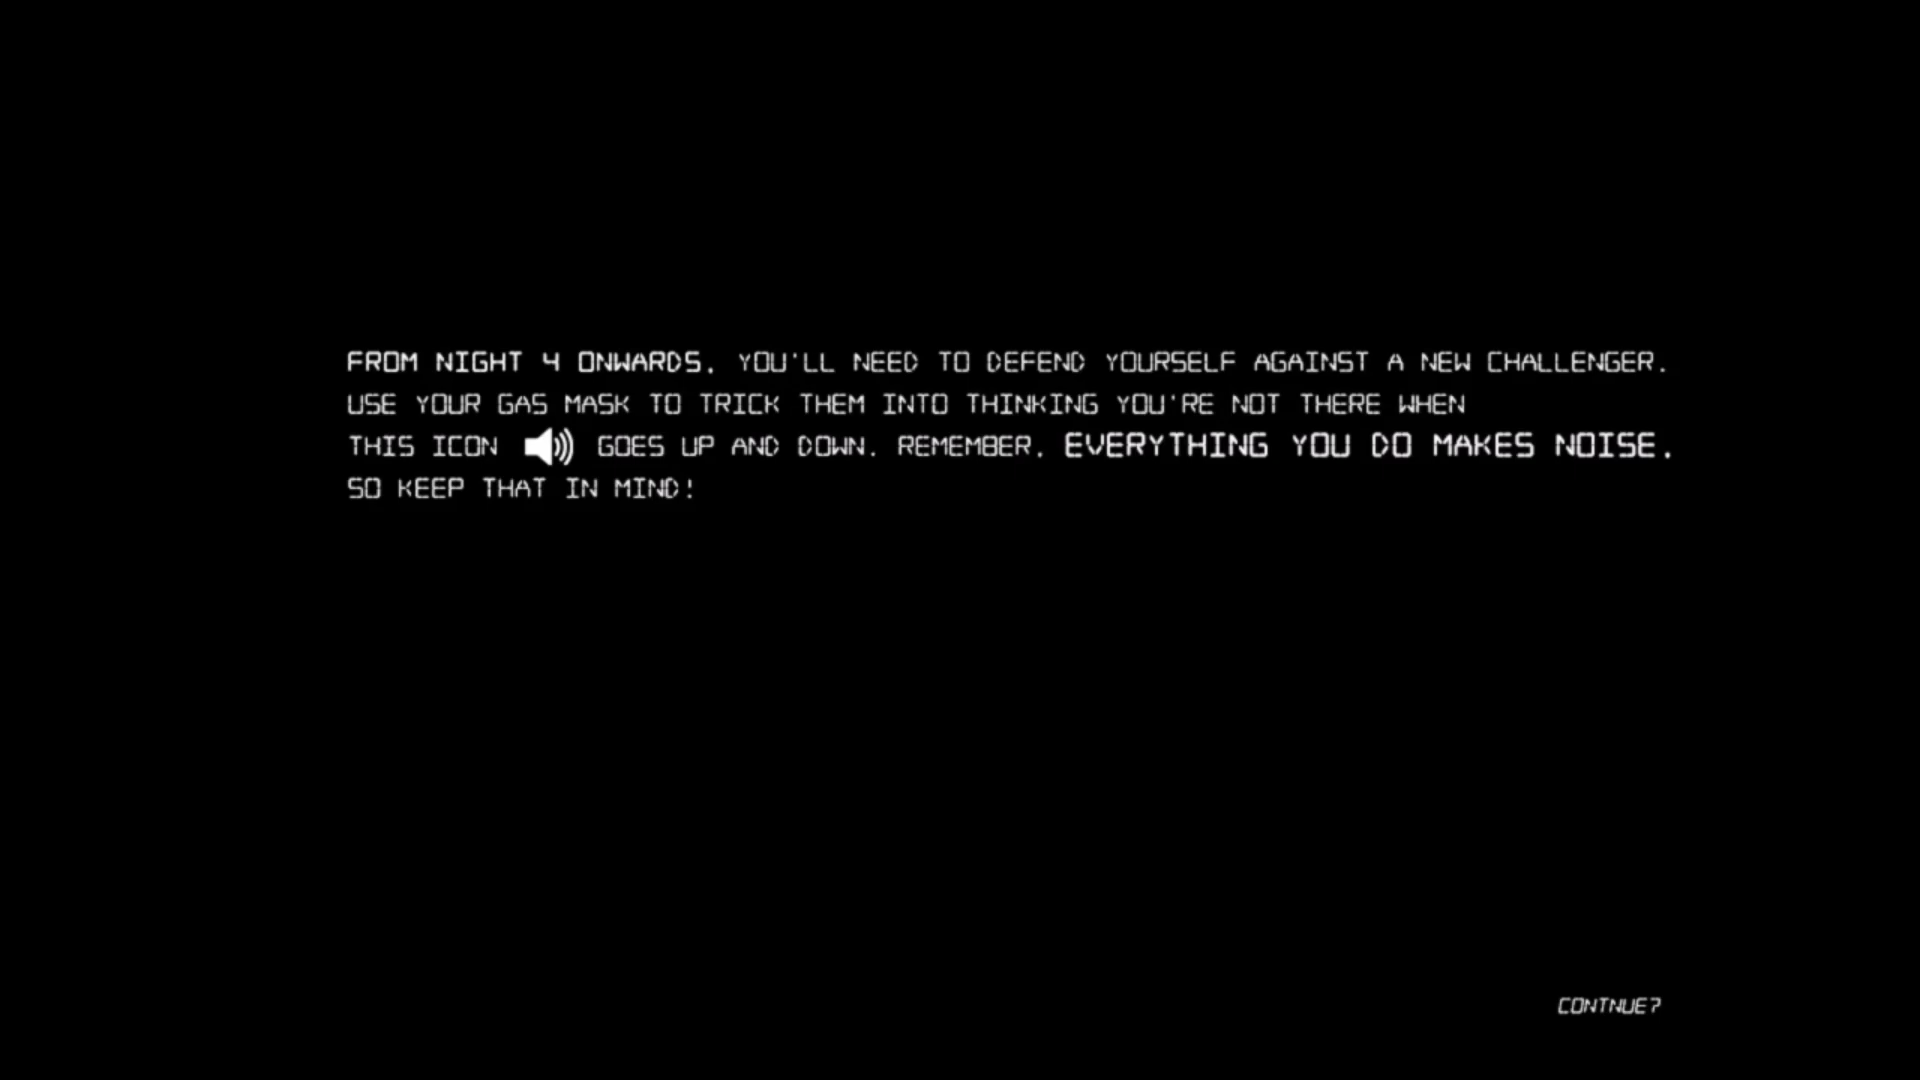 FROM NIGHT 4 ONWARDS, YOU'LL NEED TO DEFEND YOURSELF AGAINST A NEW CHALLENGER.
USE YOUR GAS MASK TO TRICK THEM INTO THINKING YOU'RE NOT THERE WHEN
THIS ICON GOES UP AND DOWN. REMEMBER, EVERYTHING YOU DO MAKES NOISE,
SO KEEP THAT IN MIND!
CONTNUE?